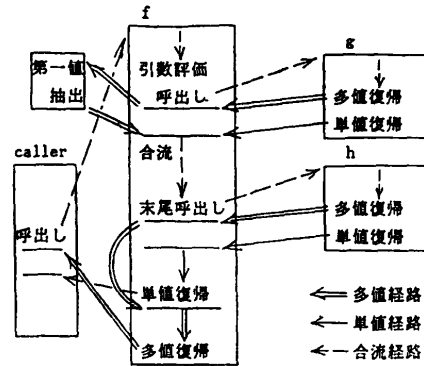 f
引数評価
呼出し
合流
末尾呼出し
単値復帰
多値復帰
第一値
抽出
caller
呼出し
g
多値復帰
単値復帰
h
多値復帰
単値復帰
多値経路
単値経路
合流経路